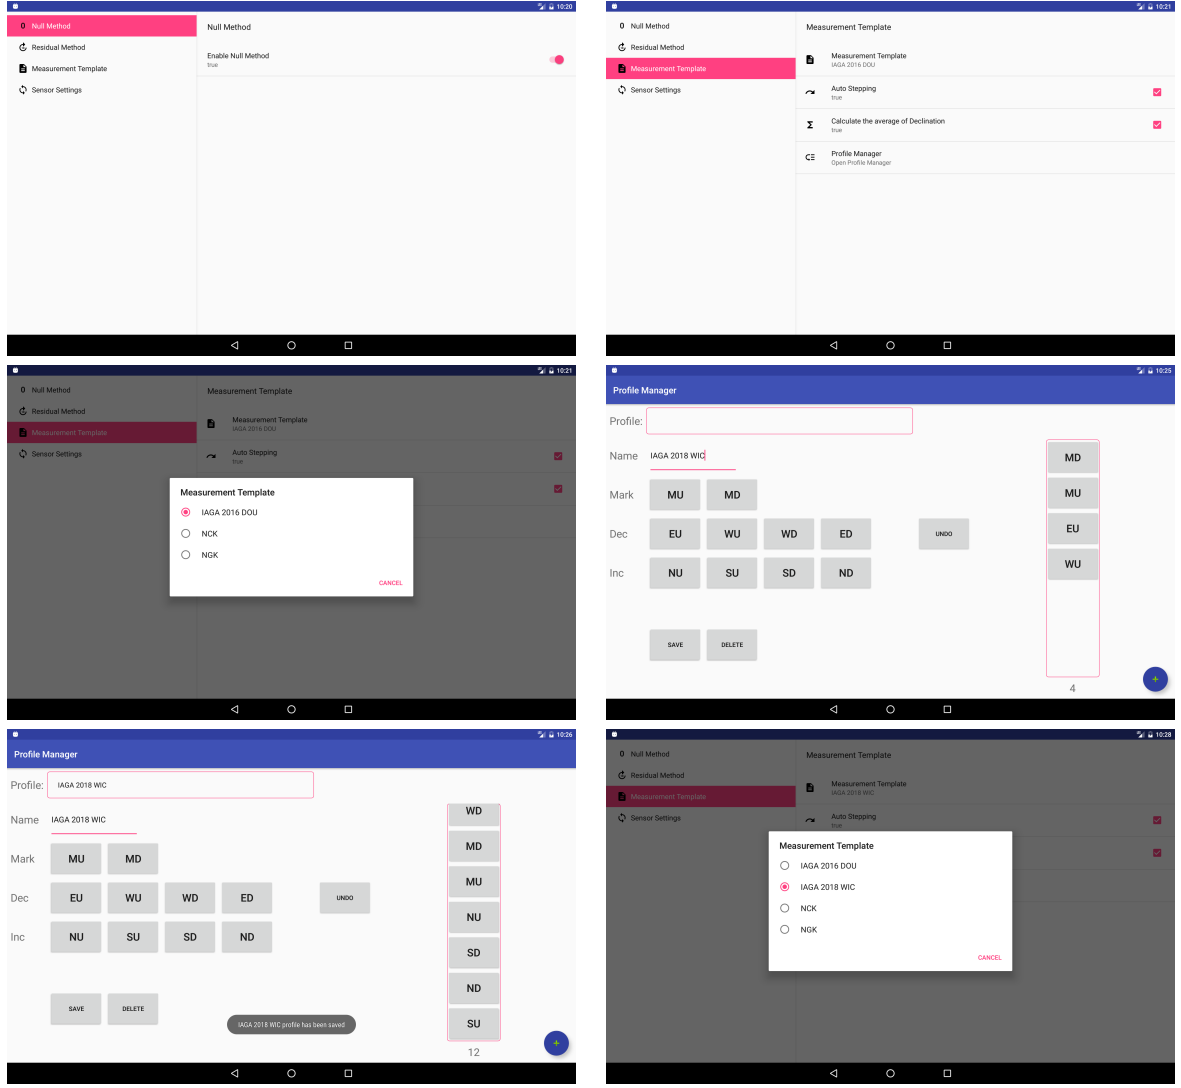 10:20
0 Null Method
Residual Method
Measurement Template
Sensor Settings
Null Method
Enable Null Method
true
10:21
0 Null Method
Residual Method
Measurement Template
Sensor Settings
Measurement Template
Measurement Template
IAGA 2016 DOU
Auto Stepping
true
Σ Calculate the average of Declination
true
Profile Manager
Open Profile Manager
10:21
0 Null Method
Residual Method
Measurement Template
Sensor Settings
Measurement Template
Measurement Template
IAGA 2016 DOU
Auto Stepping
true
Measurement Template
IAGA 2016 DOU
NCK
NGK
CANCEL
10:25
Profile Manager
Profile:
Name IAGA 2018 WIC
Mark MU MD
Dec EU WU WD ED UNDO
Inc NU SU SD ND
SAVE DELETE
MD
MU
EU
WU
4
+
10:26
Profile Manager
Profile: IAGA 2018 WIC
Name IAGA 2018 WIC
Mark MU MD
Dec EU WU WD ED UNDO
Inc NU SU SD ND
SAVE DELETE
IAGA 2018 WIC profile has been saved
WD
MD
MU
NU
SD
ND
SU
12
+
10:28
0 Null Method
Residual Method
Measurement Template
Sensor Settings
Measurement Template
Measurement Template
IAGA 2018 WIC
Auto Stepping
true
Measurement Template
IAGA 2016 DOU
IAGA 2018 WIC
NCK
NGK
CANCEL